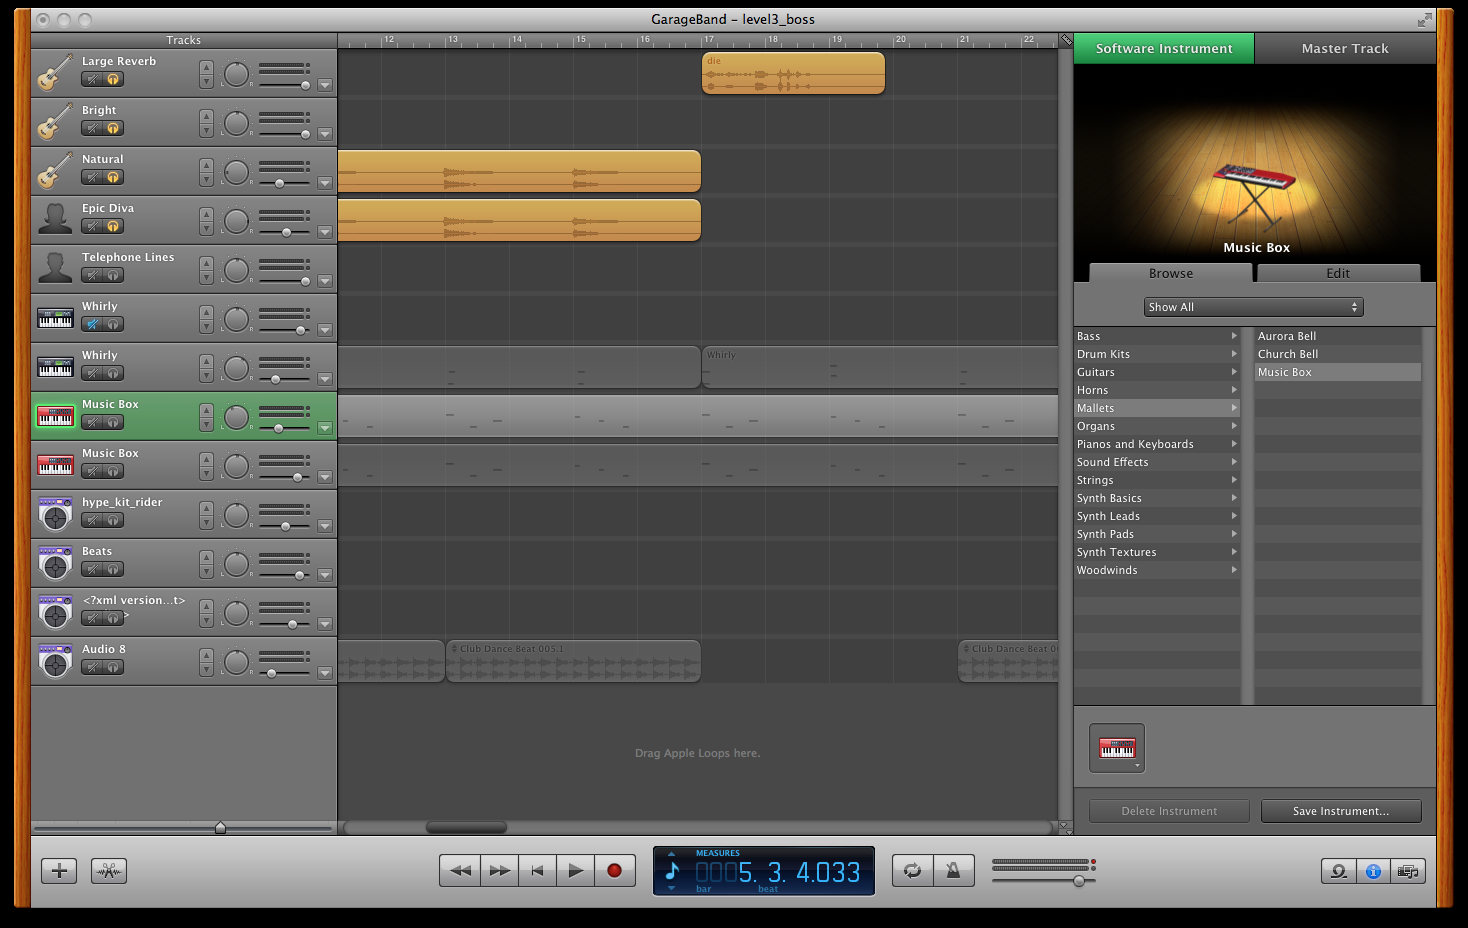 GarageBand – level3_boss
Tracks
12 13 14 15 16 17 18 19 20 21 22
Software Instrument
Master Track
Large Reverb
die
Bright
Natural
Epic Diva
Telephone Lines
Whirly
Whirly
Whirly
Music Box
Music Box
hype_kit_rider
Beats
<?xml version...t>
>
Audio 8
Club Dance Beat 005.1
Club Dance Beat 00
Drag Apple Loops here.
Music Box
Browse
Edit
Show All
Bass
Drum Kits
Guitars
Horns
Mallets
Organs
Pianos and Keyboards
Sound Effects
Strings
Synth Basics
Synth Leads
Synth Pads
Synth Textures
Woodwinds
Aurora Bell
Church Bell
Music Box
Delete Instrument
Save Instrument...
MEASURES
0005. 3. 4.033
bar
beat